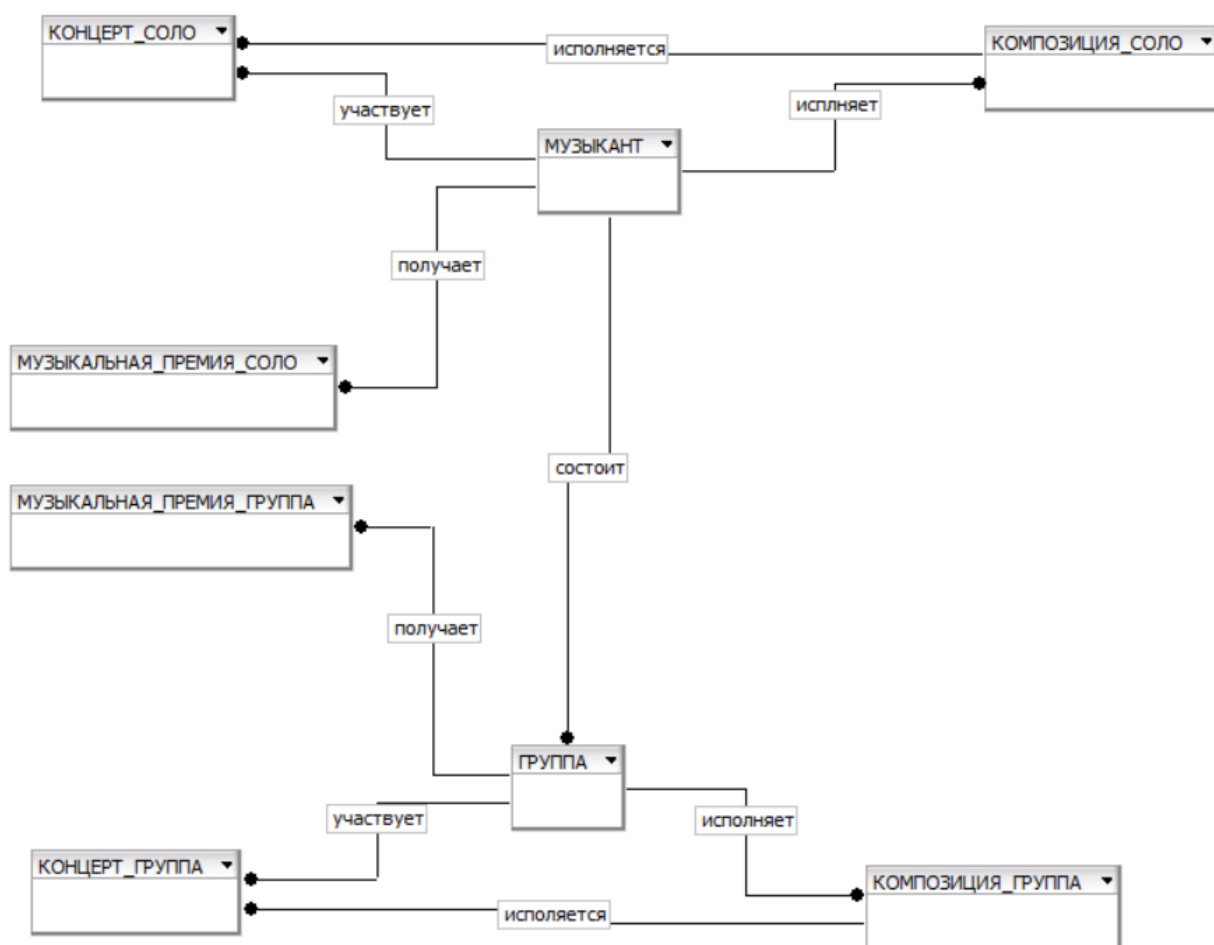 КОНЦЕРТ_СОЛО
исполняется
КОМПОЗИЦИЯ_СОЛО
участвует
исплняет
МУЗЫКАНТ
получает
МУЗЫКАЛЬНАЯ_ПРЕМИЯ_СОЛО
состоит
МУЗЫКАЛЬНАЯ_ПРЕМИЯ_ГРУППА
получает
ГРУППА
участвует
исполняет
КОНЦЕРТ_ГРУППА
КОМПОЗИЦИЯ_ГРУППА
исполяется